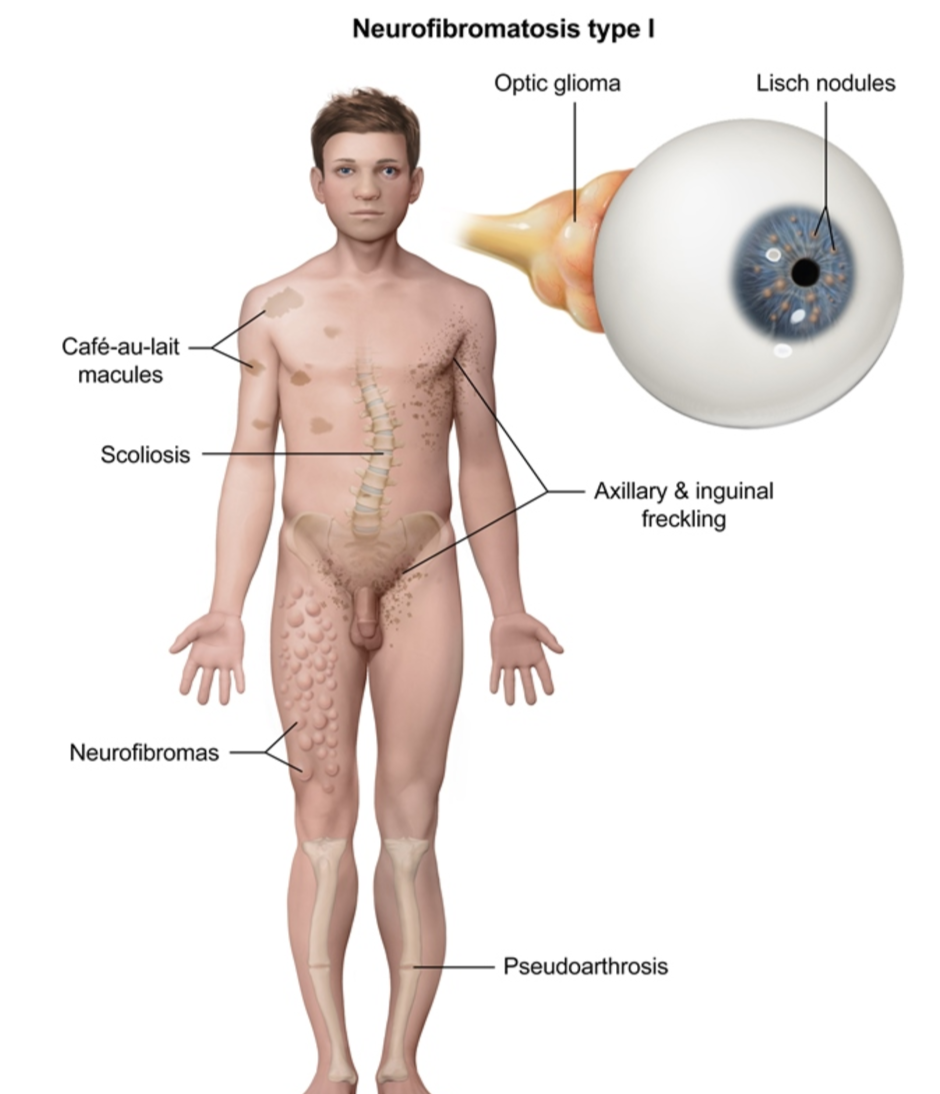 Neurofibromatosis type I
Optic glioma
Lisch nodules
Café-au-lait
macules
Scoliosis
Axillary & inguinal
freckling
Neurofibromas
Pseudoarthrosis